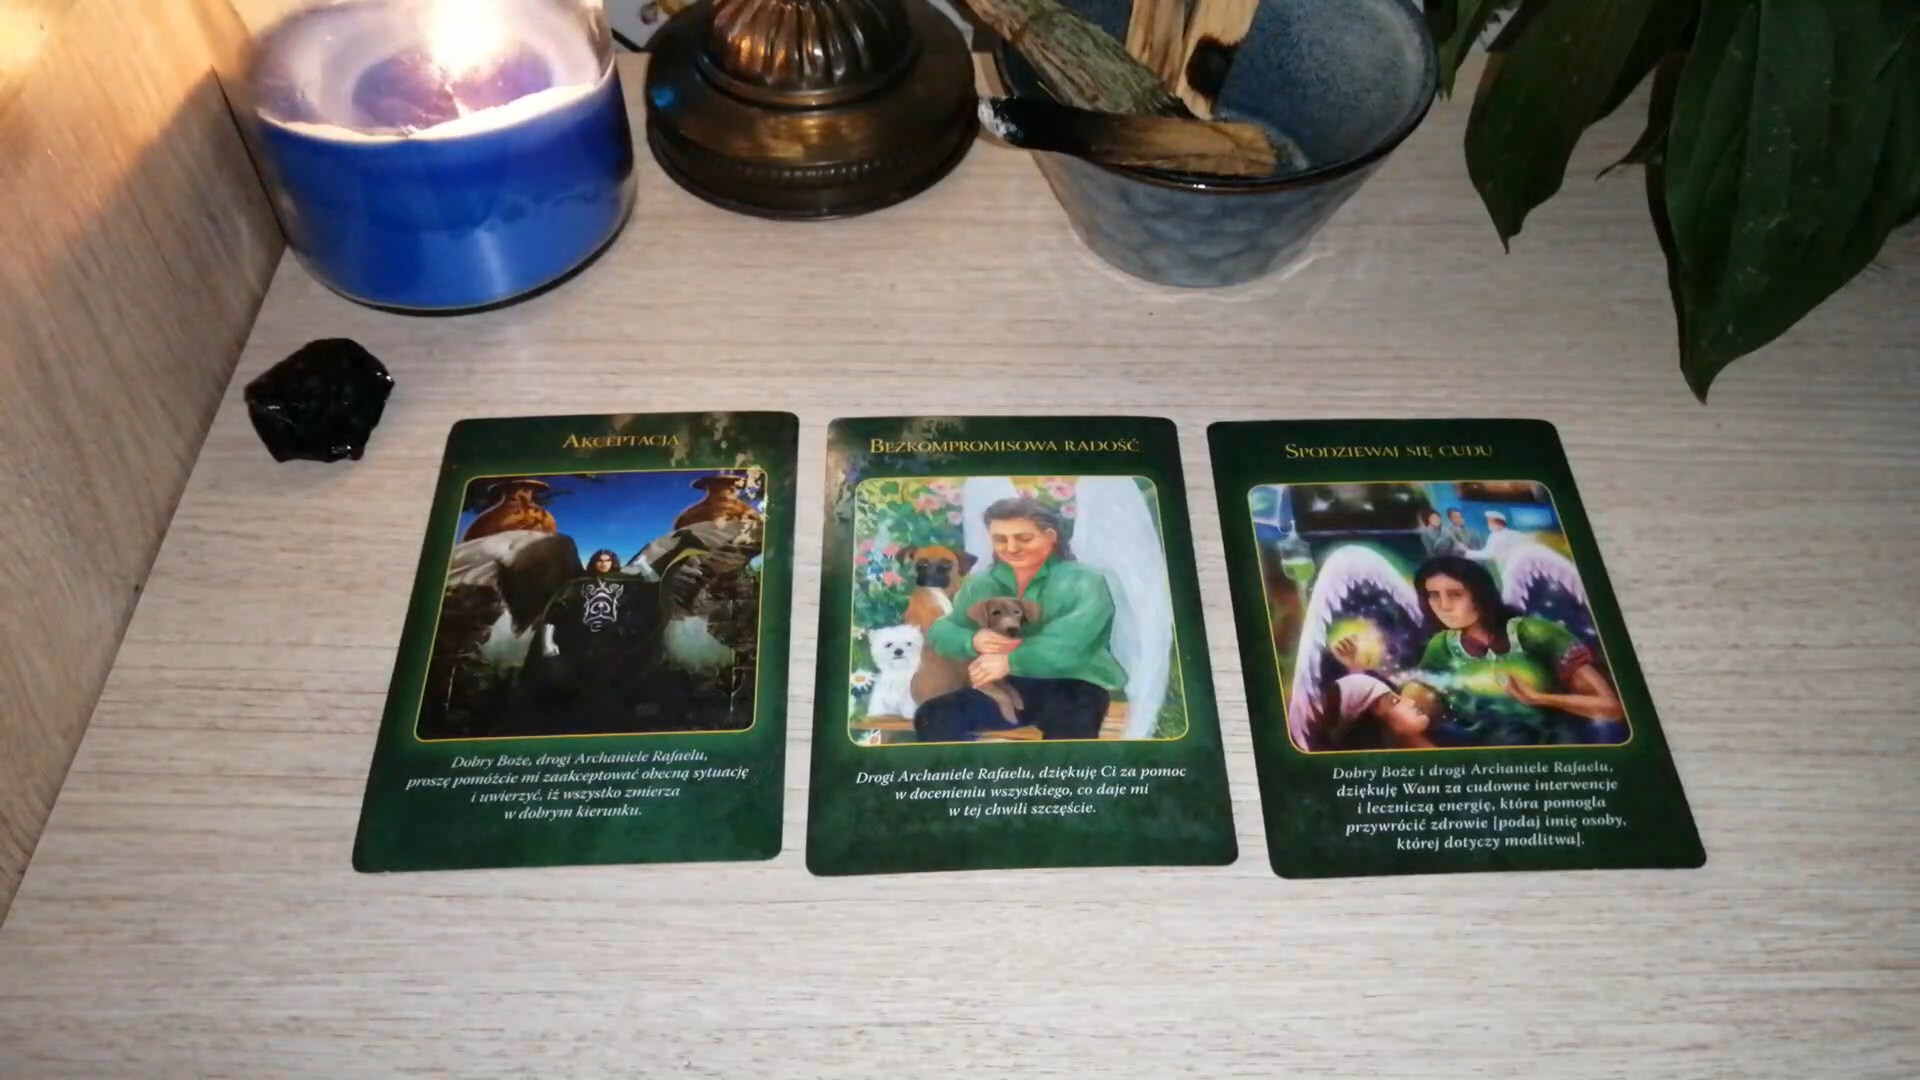 AKCEPTACJA
Dobry Boże, drogi Archaniele Rafaelu,
proszę pomóżcie mi zaakceptować obecną sytuację
i uwierzyć, iż wszystko zmierza
w dobrym kierunku.
BEZKOMPROMISOWA RADOŚĆ
Drogi Archaniele Rafaelu, dziękuję Ci za pomoc
w docenieniu wszystkiego, co daje mi
w tej chwili szczęście.
SPODZIEWAJ SIĘ CUDU
Dobry Boże i drogi Archaniele Rafaelu,
dziękuję Wam za cudowne interwencje
i leczniczą energię, która pomogła
przywrócić zdrowie [podaj imię osoby,
której dotyczy modlitwa].